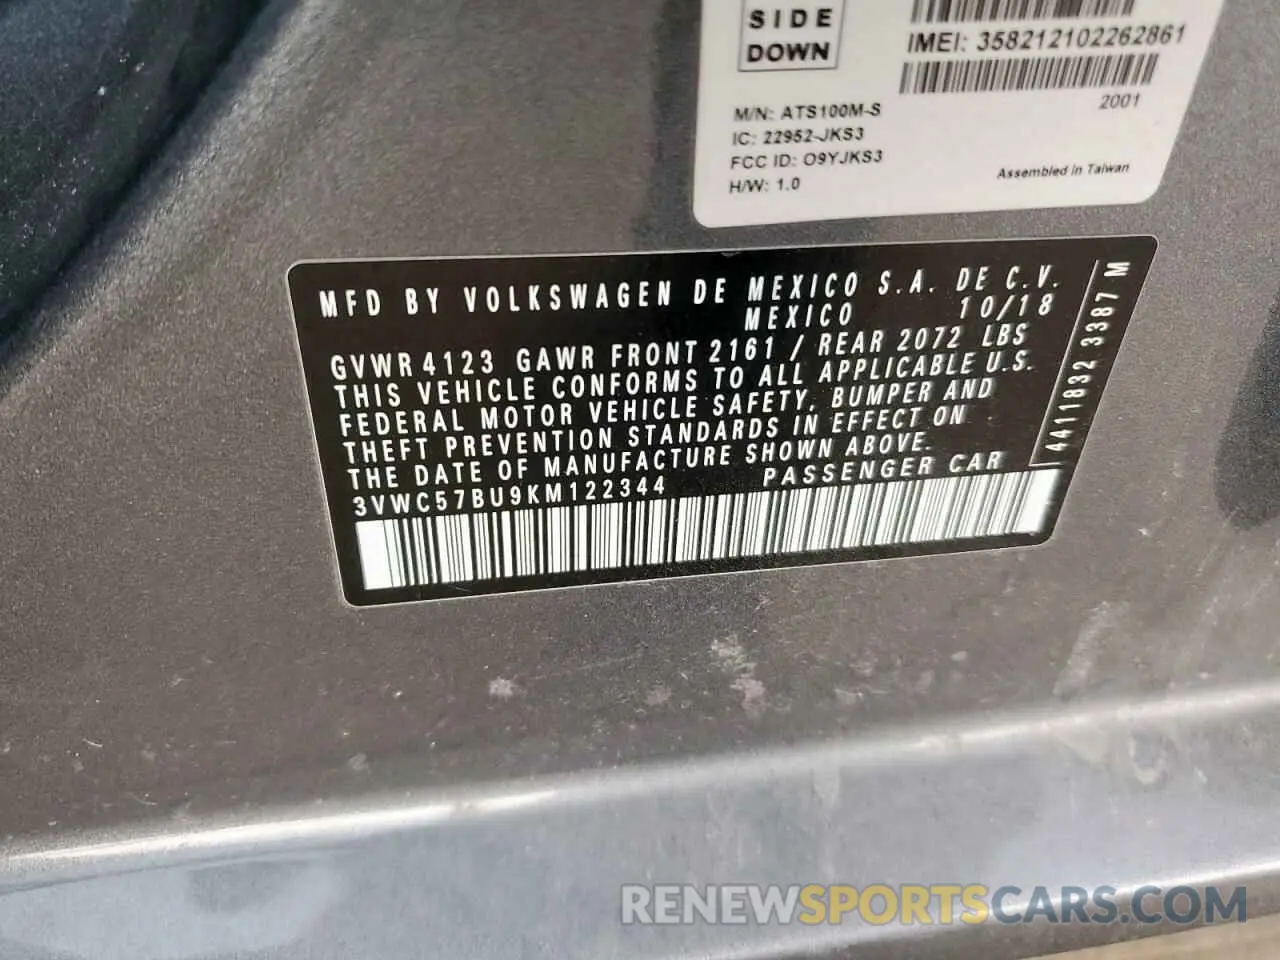 SIDE
DOWN
IMEI: 358212102262861
2001
M/N: ATS100M-S
IC: 22952-JKS3
FCC ID: O9YJKS3
H/W: 1.0
Assembled in Taiwan
MFD BY VOLKSWAGEN DE MEXICO S.A. DE C.V.
MEXICO 10/18
GVWR 4123 GAWR FRONT 2161 / REAR 2072 LBS
THIS VEHICLE CONFORMS TO ALL APPLICABLE U.S.
FEDERAL MOTOR VEHICLE SAFETY, BUMPER AND
THEFT PREVENTION STANDARDS IN EFFECT ON
THE DATE OF MANUFACTURE SHOWN ABOVE.
3VWC57BU9KM122344 PASSENGER CAR
4411832 3387 M
RENEWSPORTSCARS.COM